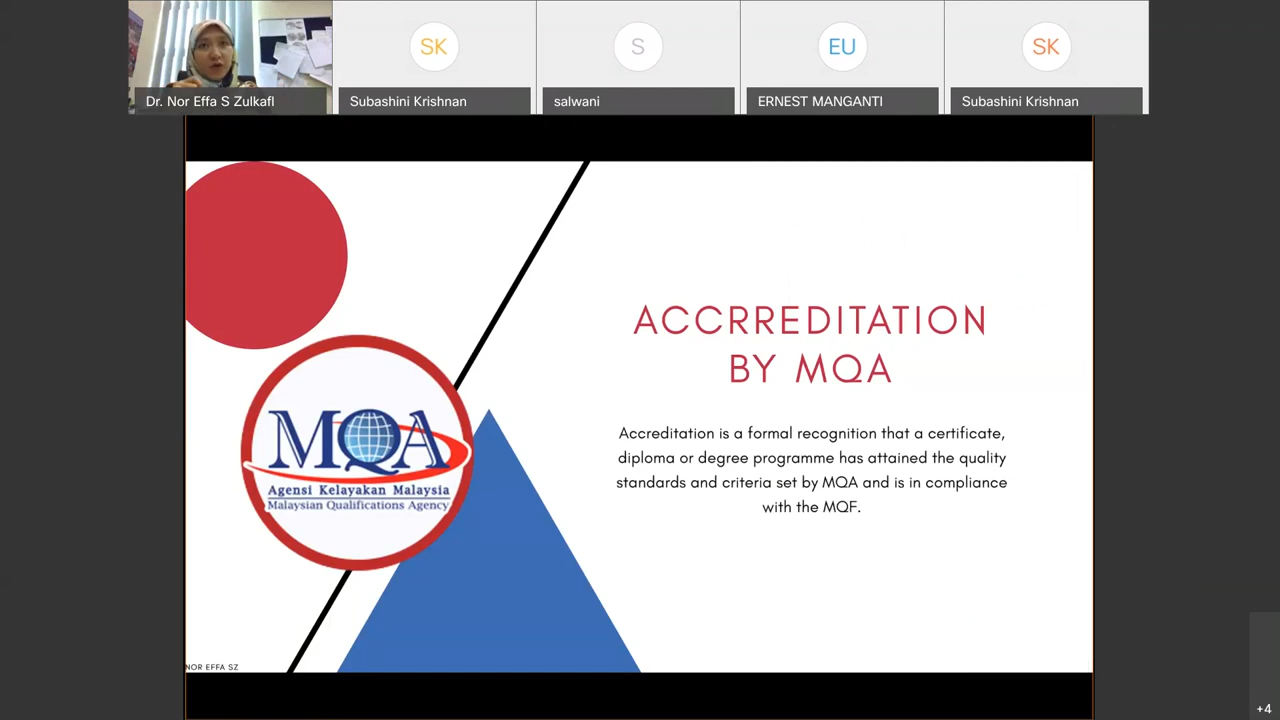 SK
S
EU
SK
Dr. Nor Effa S Zulkafl
Subashini Krishnan
salwani
ERNEST MANGANTI
Subashini Krishnan
ACCRREDITATION
BY MQA
Accreditation is a formal recognition that a certificate,
diploma or degree programme has attained the quality
standards and criteria set by MQA and is in compliance
with the MQF.
MQA
Agensi Kelayakan Malaysia
Malaysian Qualifications Agency
NOR EFFA SZ
+4